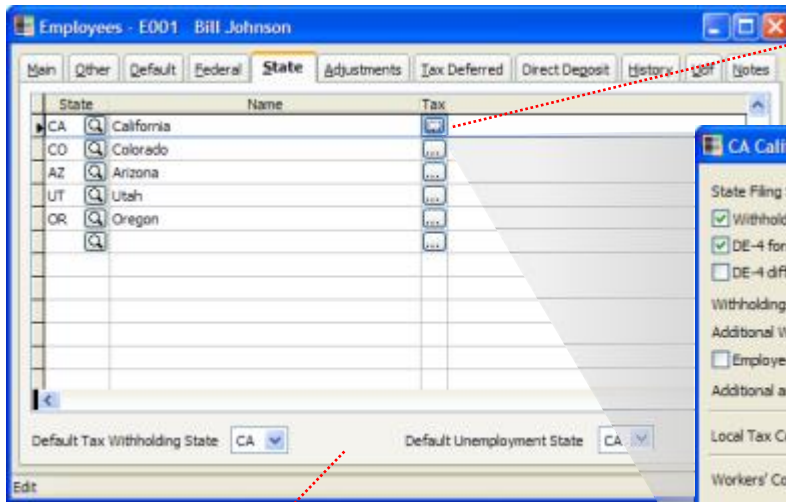 Employees - E001 Bill Johnson
Main Other Default Federal State Adjustments Tax Deferred Direct Deposit History Udf Notes
State Name Tax
CA California ...
CO Colorado ...
AZ Arizona ...
UT Utah ...
OR Oregon ...
...
Default Tax Withholding State CA
Default Unemployment State CA
Edit
CA Cali
State Filing
Withhold
DE-4 for
DE-4 diff
Withholding
Additional W
Employe
Additional a
Local Tax C
Workers' Co